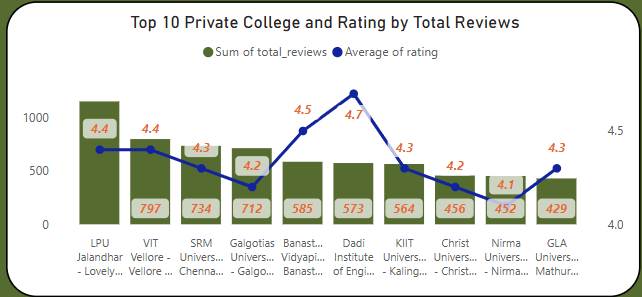 Top 10 Private College and Rating by Total Reviews
Sum of total_reviews Average of rating
1000
500
0
4.5
4.0
4.4 4.4 4.3 4.2 4.5 4.7 4.3 4.2 4.1 4.3
797 734 712 585 573 564 456 452 429
LPU VIT SRM Galgotias Banast... Dadi KIIT Christ Nirma GLA
Jalandhar Vellore - Univers... Univers... Vidyapi... Institute Univers... Univers... Univers... Univers...
- Lovely... Vellore ... Chenna... - Galgo... Banast... of Engi... - Kaling... - Christ... - Nirma... Mathur...